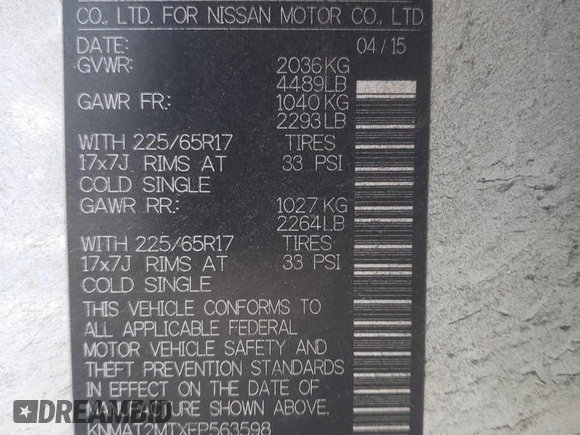 CO., LTD. FOR NISSAN MOTOR CO., LTD.
DATE: 04/15
GVWR: 2036KG
4489LB
GAWR FR.: 1040KG
2293LB
WITH 225/65R17 TIRES
17x7J RIMS AT 33 PSI
COLD SINGLE
GAWR RR.: 1027KG
2264LB
WITH 225/65R17 TIRES
17x7J RIMS AT 33 PSI
COLD SINGLE
THIS VEHICLE CONFORMS TO
ALL APPLICABLE FEDERAL
MOTOR VEHICLE SAFETY AND
THEFT PREVENTION STANDARDS
IN EFFECT ON THE DATE OF
MANUFACTURE SHOWN ABOVE.
KNMAT2MTXFP563598
DREAMBID